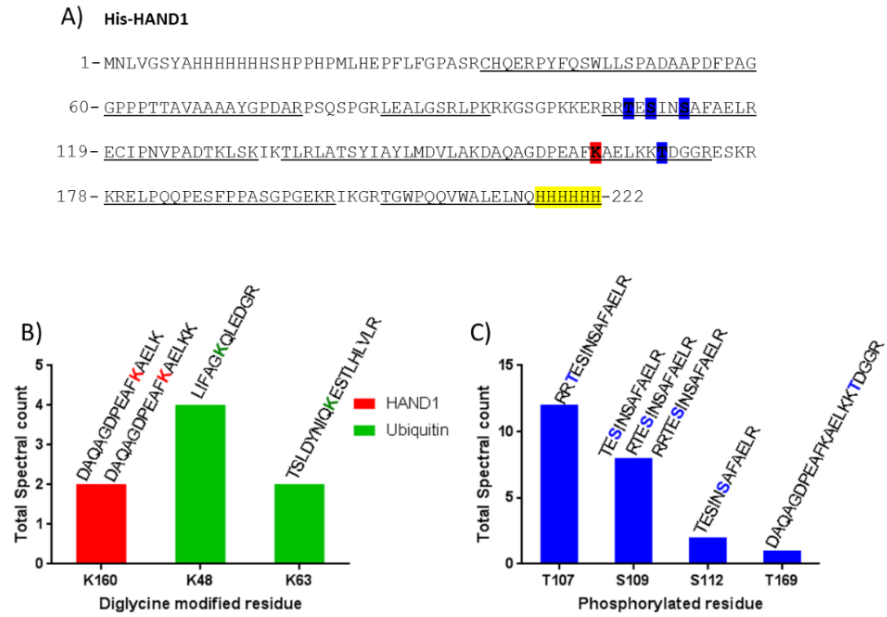 A) His-HAND1
1- MNLVGSYAHHHHHHHSHPPHPMLHEPFLFGPASRCHQERPYFQSWLLSPADAAPDFPAG
60- GPPPTTAVAAAAYGPDARPSQSPGRLEALGSRLPKRKGSGPKKERRRTESINSAFAELR
119- ECIPNVPADTKLSKIKTLRLATSYIAYLMDVLAKDAQAGDPEAFKAELKKTDGGRESKR
178- KRELPQQPESFPPASGPGEKRIKGRTGWPQQVWALELNQHHHHHH-222
B)
DAQAGDPEAFKAELK
DAQAGDPEAFKAELKK
LIFAGKQLEDGR
TSLDYNIQKESTLHLVLR
5
4
3
2
1
0
Total Spectral count
K160 K48 K63
Diglycine modified residue
HAND1
Ubiquitin
C)
RRTESINSAFAELR
TESINSAFAELR
RTESINSAFAELR
RRTESINSAFAELR
TESINSAFAELR
DAQAGDPEAFKAELKKTDGGR
15
10
5
0
Total Spectral count
T107 S109 S112 T169
Phosphorylated residue